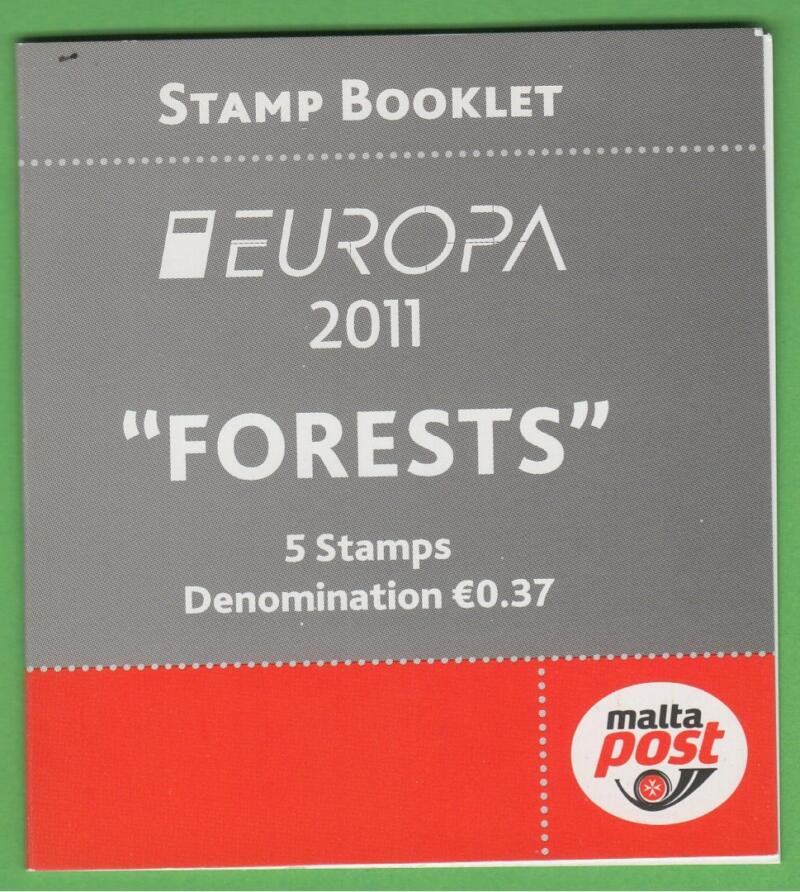 STAMP BOOKLET
EUROPA
2011
“FORESTS”
5 Stamps
Denomination €0.37
malta
post